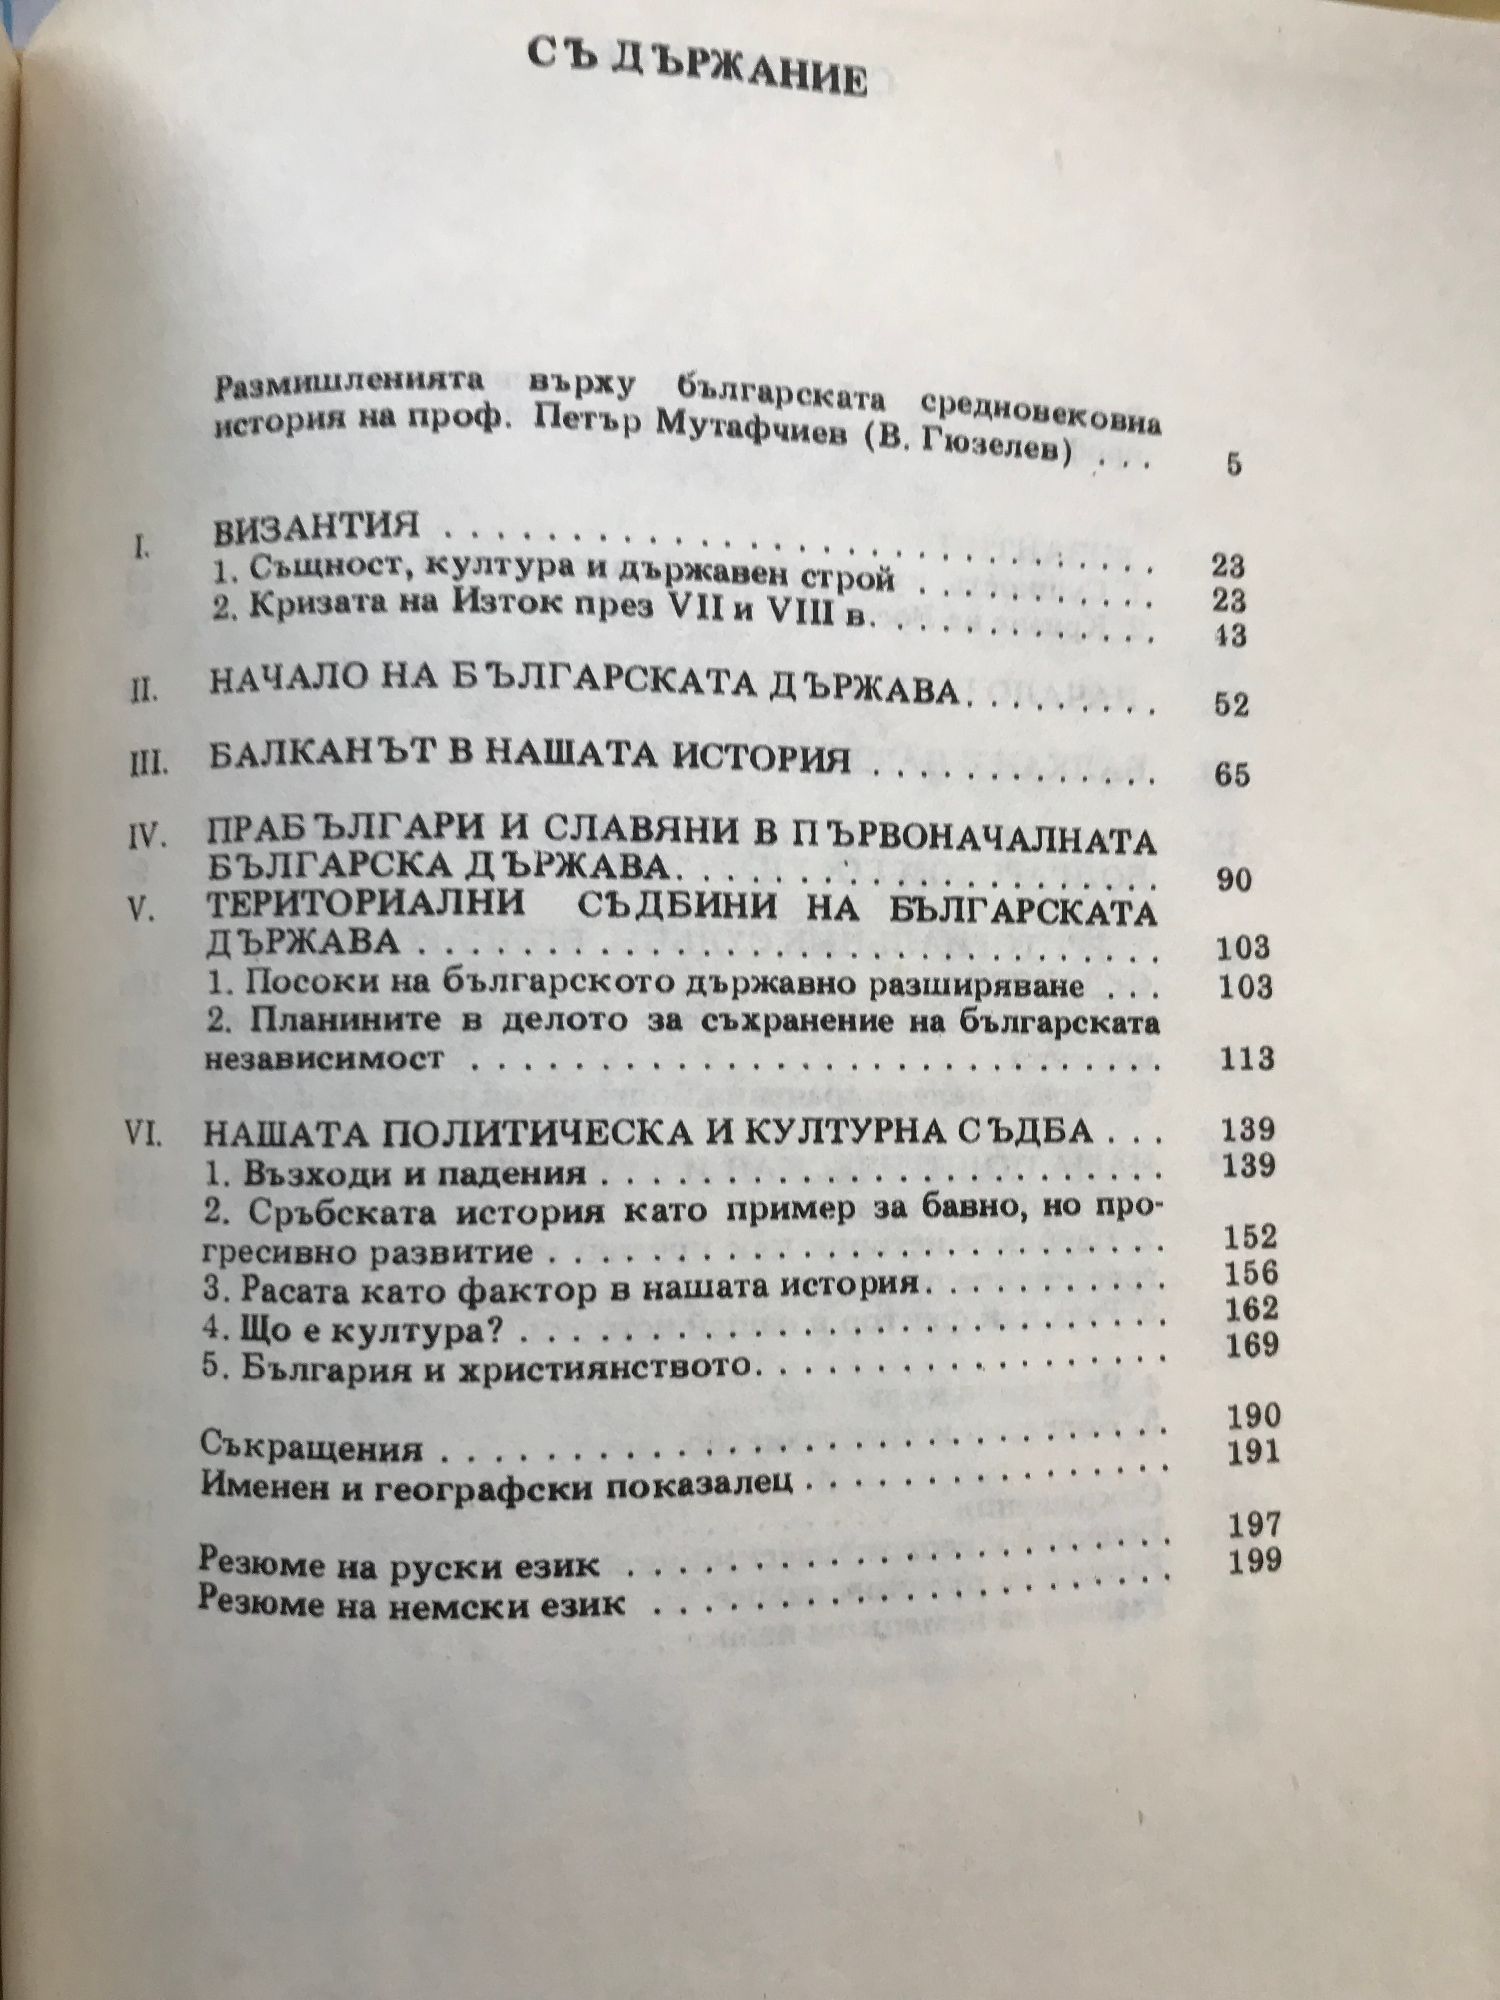 СЪДЪРЖАНИЕ
Размишленията върху българската средновековна
история на проф. Петър Мутафчиев (В. Гюзелев) . . . 5
I. ВИЗАНТИЯ . . . . . . . . . . . . . . . . . . . . . . . . 23
1. Същност, култура и държавен строй . . . . . . . . . . 23
2. Кризата на Изток през VII и VIII в. . . . . . . . . . . 43
II. НАЧАЛО НА БЪЛГАРСКАТА ДЪРЖАВА. . . . . . . . . 52
III. БАЛКАНЪТ В НАШАТА ИСТОРИЯ . . . . . . . . . . . . 65
IV. ПРАБЪЛГАРИ И СЛАВЯНИ В ПЪРВОНАЧАЛНАТА
БЪЛГАРСКА ДЪРЖАВА. . . . . . . . . . . . . . . . . . . 90
V. ТЕРИТОРИАЛНИ СЪДБИНИ НА БЪЛГАРСКАТА
ДЪРЖАВА . . . . . . . . . . . . . . . . . . . . . . . . . . 103
1. Посоки на българското държавно разширяване . . . 103
2. Планините в делото за съхранение на българската
независимост . . . . . . . . . . . . . . . . . . . . . . . . 113
VI. НАШАТА ПОЛИТИЧЕСКА И КУЛТУРНА СЪДБА . . . 139
1. Възходи и падения . . . . . . . . . . . . . . . . . . . . 139
2. Сръбската история като пример за бавно, но про-
гресивно развитие . . . . . . . . . . . . . . . . . . . . . . 152
3. Расата като фактор в нашата история. . . . . . . . . 156
4. Що е култура? . . . . . . . . . . . . . . . . . . . . . . . 162
5. България и християнството. . . . . . . . . . . . . . . 169
Съкращения . . . . . . . . . . . . . . . . . . . . . . . . . 190
Именен и географски показалец . . . . . . . . . . . . . 191
Резюме на руски език . . . . . . . . . . . . . . . . . . . 197
Резюме на немски език . . . . . . . . . . . . . . . . . . 199